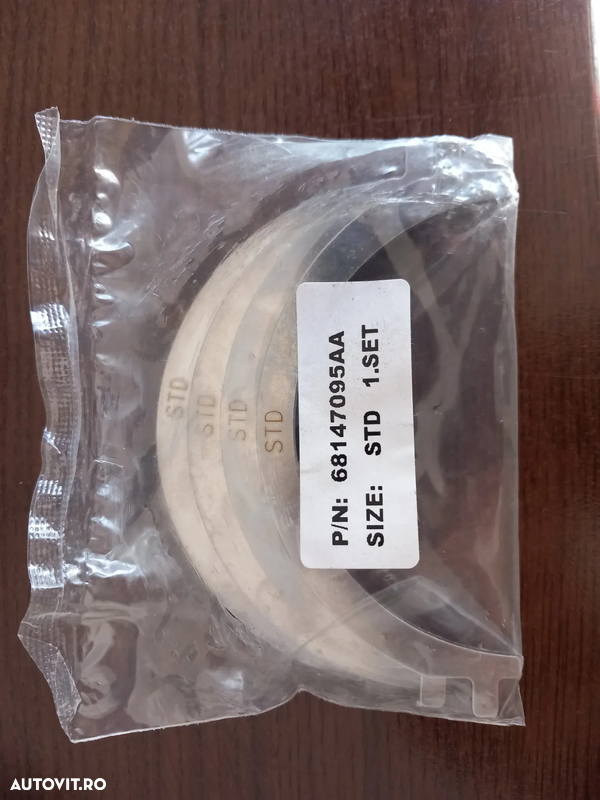 STD
STD
STD
STD
P/N: 68147095AA
SIZE: STD 1.SET
AUTOVIT.RO